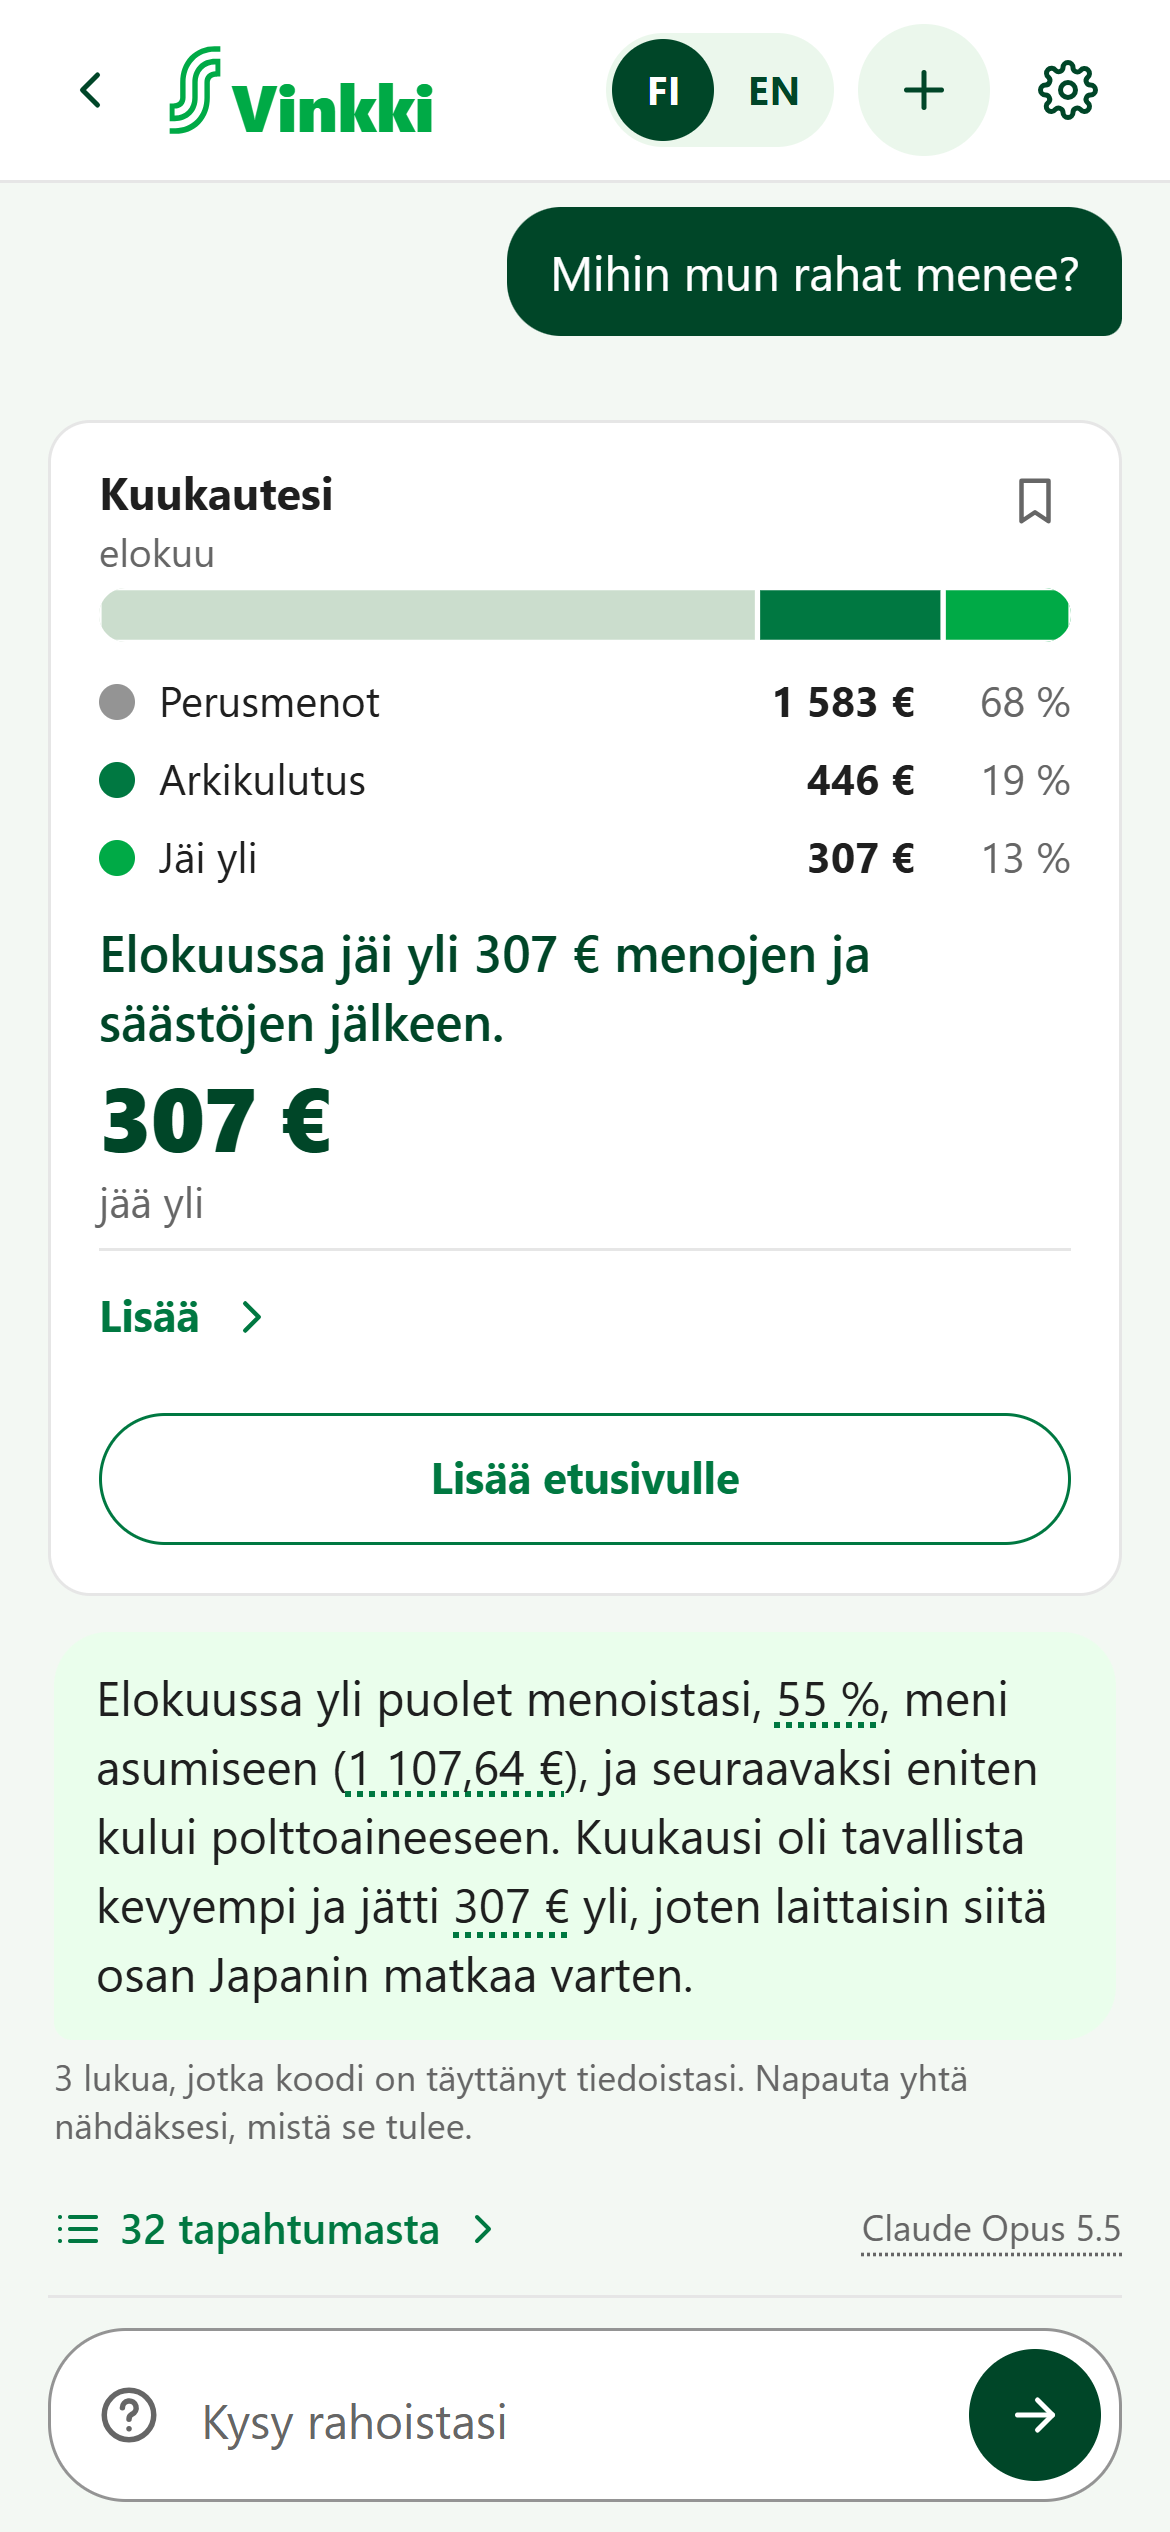 Vinkki
FI
EN
Mihin mun rahat menee?
Kuukautesi
elokuu
Perusmenot 1 583 € 68 %
Arkikulutus 446 € 19 %
Jäi yli 307 € 13 %
Elokuussa jäi yli 307 € menojen ja
säästöjen jälkeen.
307 €
jää yli
Lisää
Lisää etusivulle
Elokuussa yli puolet menoistasi, 55 %, meni
asumiseen (1 107,64 €), ja seuraavaksi eniten
kului polttoaineeseen. Kuukausi oli tavallista
kevyempi ja jätti 307 € yli, joten laittaisin siitä
osan Japanin matkaa varten.
3 lukua, jotka koodi on täyttänyt tiedoistasi. Napauta yhtä
nähdäksesi, mistä se tulee.
32 tapahtumasta
Claude Opus 5.5
Kysy rahoistasi